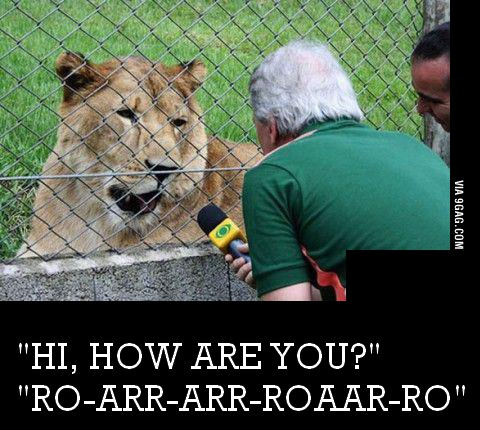 VIA 9GAG.COM
"HI, HOW ARE YOU?"
"RO-ARR-ARR-ROAAR-RO"